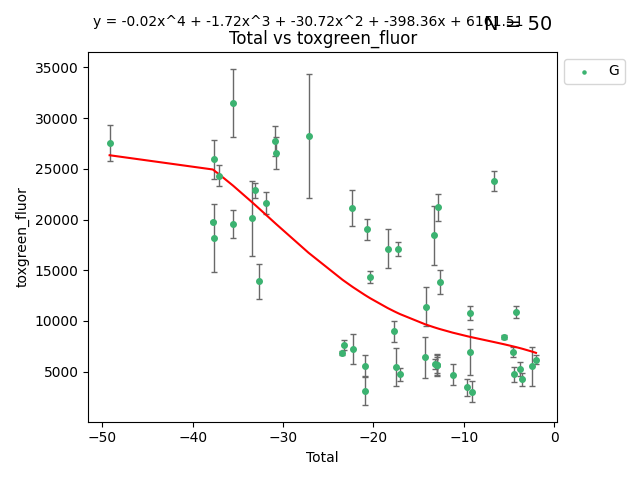 y = -0.02x^4 + -1.72x^3 + -30.72x^2 + -398.36x + 6161.51
N = 50
Total vs toxgreen_fluor
G
35000
30000
25000
20000
15000
10000
5000
toxgreen_fluor
−50
−40
−30
−20
−10
0
Total